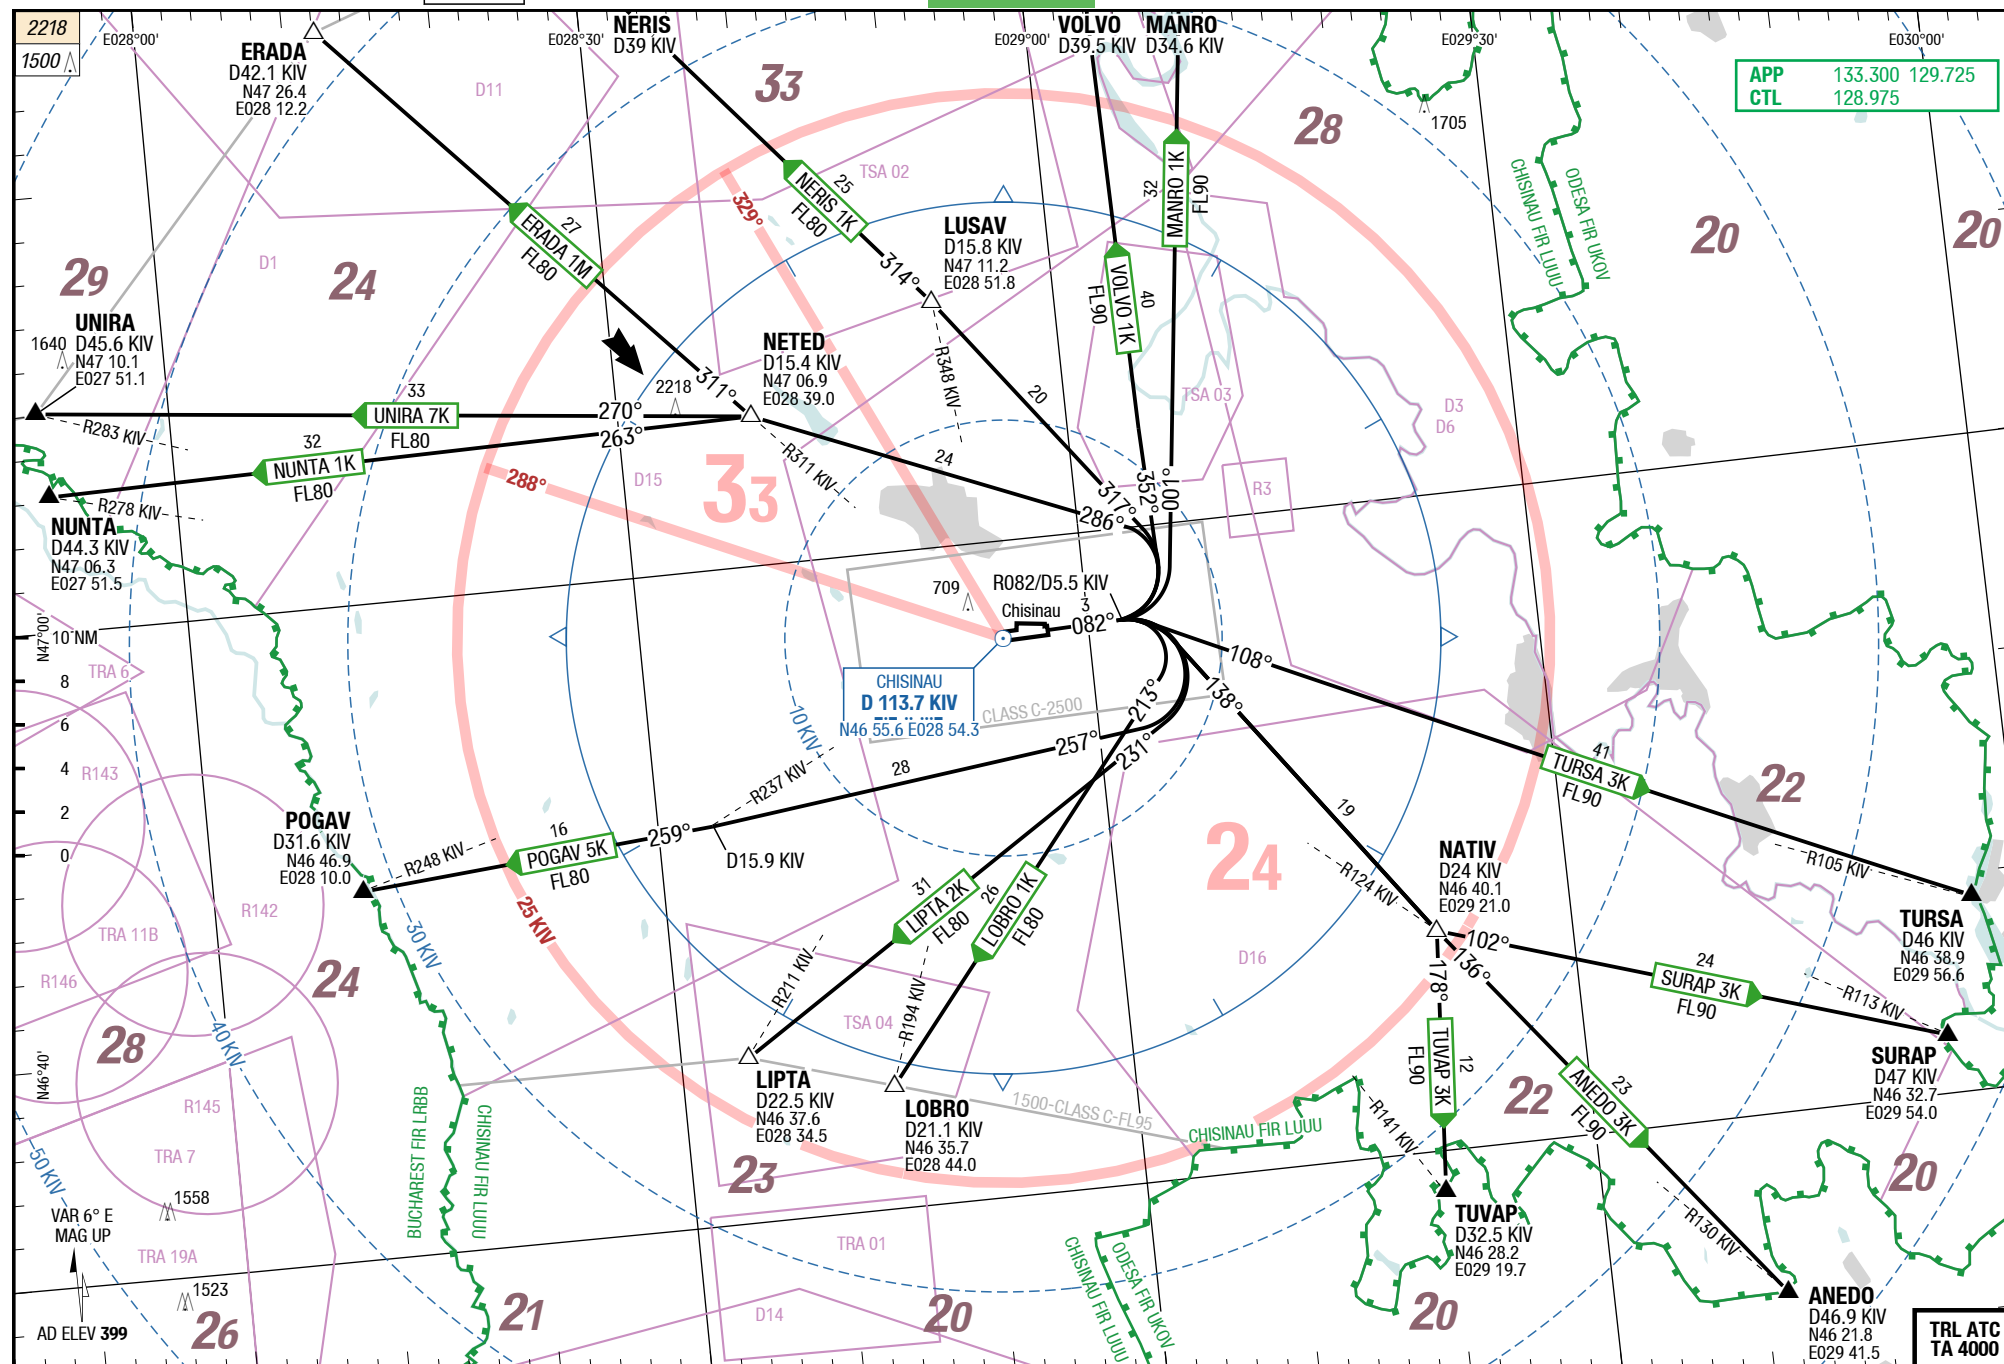 2218
1500
E028°00'
ERADA
D42.1 KIV
N47 26.4
E028 12.2
E028°30'
NERIS
D39 KIV
E029°00'
VOLVO
D39.5 KIV
MANRO
D34.6 KIV
E029°30'
E030°00'
APP 133.300 129.725
CTL 128.975
D11
33
28
1705
TSA 02
329°
25
NERIS 1K
FL80
314°
27
ERADA 1M
FL80
311°
32
MANRO 1K
FL90
CHISINAU FIR LUUU
ODESA FIR UKOV
20
20
29
D1
24
LUSAV
D15.8 KIV
N47 11.2
E028 51.8
R348 KIV
20
317°
40
VOLVO 1K
FL90
352°
001°
TSA 03
D3
D6
R3
UNIRA
D45.6 KIV
N47 10.1
E027 51.1
1640
R283 KIV
33
UNIRA 7K
FL80
270°
263°
2218
NETED
D15.4 KIV
N47 06.9
E028 39.0
R311 KIV
24
286°
32
NUNTA 1K
FL80
R278 KIV
NUNTA
D44.3 KIV
N47 06.3
E027 51.5
288°
D15
33
709
R082/D5.5 KIV
Chisinau
3
082°
N47°00'
10 NM
8
6
4
2
0
TRA 6
CHISINAU
D 113.7 KIV
N46 55.6 E028 54.3
CLASS C-2500
10 KIV
213°
257°
231°
138°
108°
41
TURSA 3K
FL90
22
R105 KIV
TURSA
D46 KIV
N46 38.9
E029 56.6
R143
R142
TRA 11B
R146
POGAV
D31.6 KIV
N46 46.9
E028 10.0
R248 KIV
16
POGAV 5K
FL80
259°
D15.9 KIV
R237 KIV
28
25 KIV
30 KIV
24
28
40 KIV
31
LIPTA 2K
FL80
26
LOBRO 1K
FL80
R211 KIV
R194 KIV
TSA 04
24
19
R124 KIV
NATIV
D24 KIV
N46 40.1
E029 21.0
102°
136°
178°
24
SURAP 3K
FL90
R113 KIV
SURAP
D47 KIV
N46 32.7
E029 54.0
D16
N46°40'
R145
TRA 7
LIPTA
D22.5 KIV
N46 37.6
E028 34.5
LOBRO
D21.1 KIV
N46 35.7
E028 44.0
1500-CLASS C-FL95
CHISINAU FIR LUUU
12
TUVAP 3K
FL90
R141 KIV
TUVAP
D32.5 KIV
N46 28.2
E029 19.7
22
23
ANEDO 3K
FL90
R130 KIV
ANEDO
D46.9 KIV
N46 21.8
E029 41.5
20
BUCHAREST FIR LRBB
CHISINAU FIR LUUU
23
50 KIV
1558
VAR 6° E
MAG UP
TRA 19A
1523
AD ELEV 399
26
21
TRA 01
D14
20
CHISINAU FIR LUUU
ODESA FIR UKOV
20
TRL ATC
TA 4000